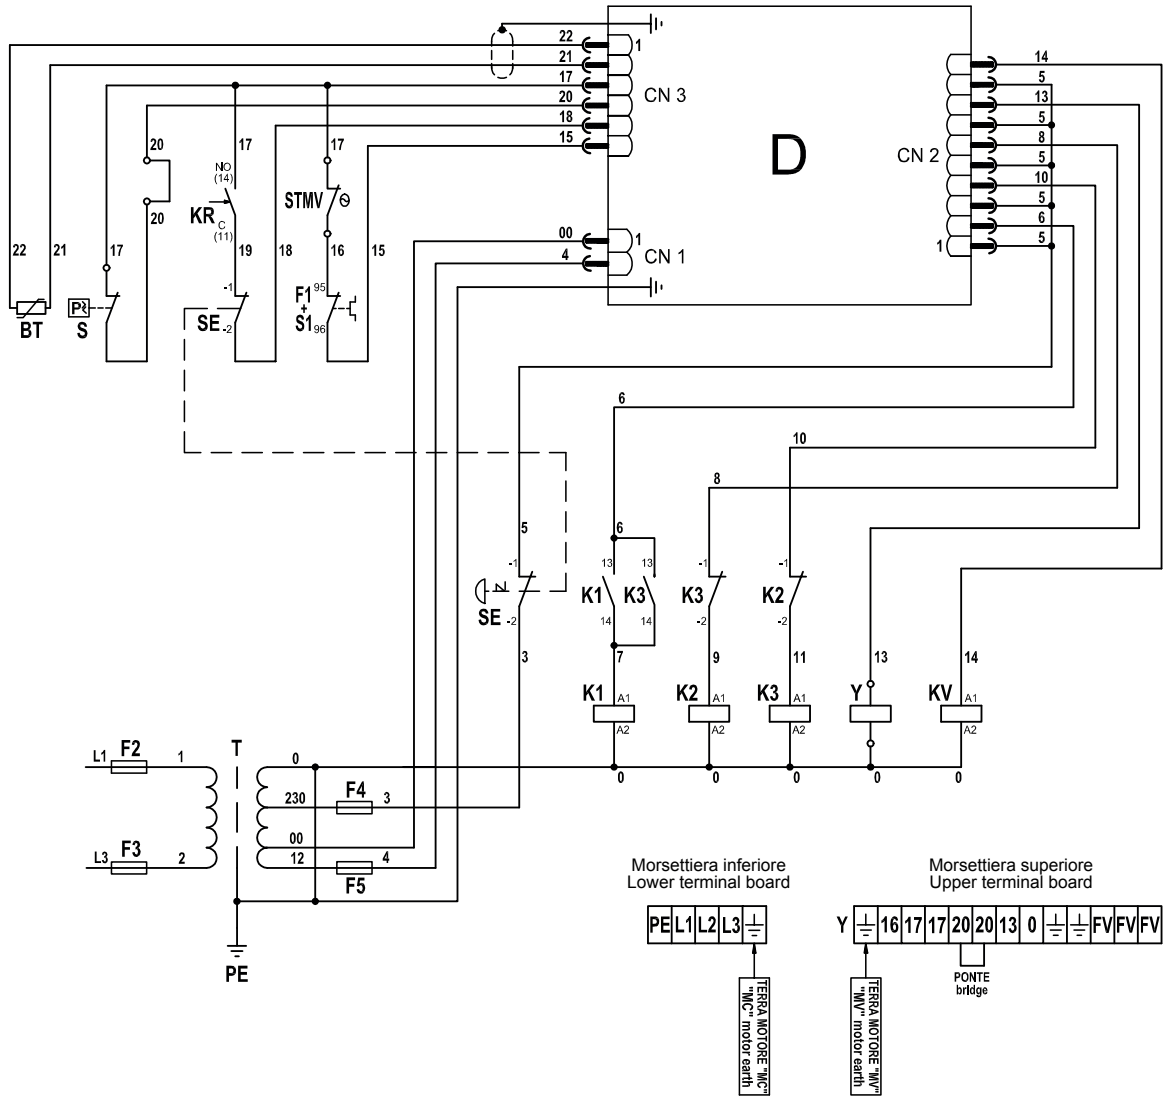 22
1
21
17
20
18
15
CN 3
D
14
5
13
5
8
5
10
5
6
5
CN 2
1
00
4
1
CN 1
20
17
17
NO
(14)
STMV
KR
C
(11)
20
22
21
17
19
18
16
15
-1
F1
95
+
P
BT
S
SE
-2
S1
96
6
10
8
5
6
-1
13
13
-1
-1
K1
K3
K3
K2
SE
-2
14
14
-2
-2
3
7
9
11
13
14
K1
A1
K2
A1
K3
A1
Y
KV
A1
A2
A2
A2
A2
L1
F2
1
T
0
0
0
0
0
0
230
F4
3
00
L3
F3
2
12
4
F5
PE
Morsettiera inferiore
Lower terminal board
PE L1 L2 L3
TERRA MOTORE "MC"
"MC" motor earth
Morsettiera superiore
Upper terminal board
Y 16 17 17 20 20 13 0 FV FV FV
PONTE
bridge
TERRA MOTORE "MV"
"MV" motor earth